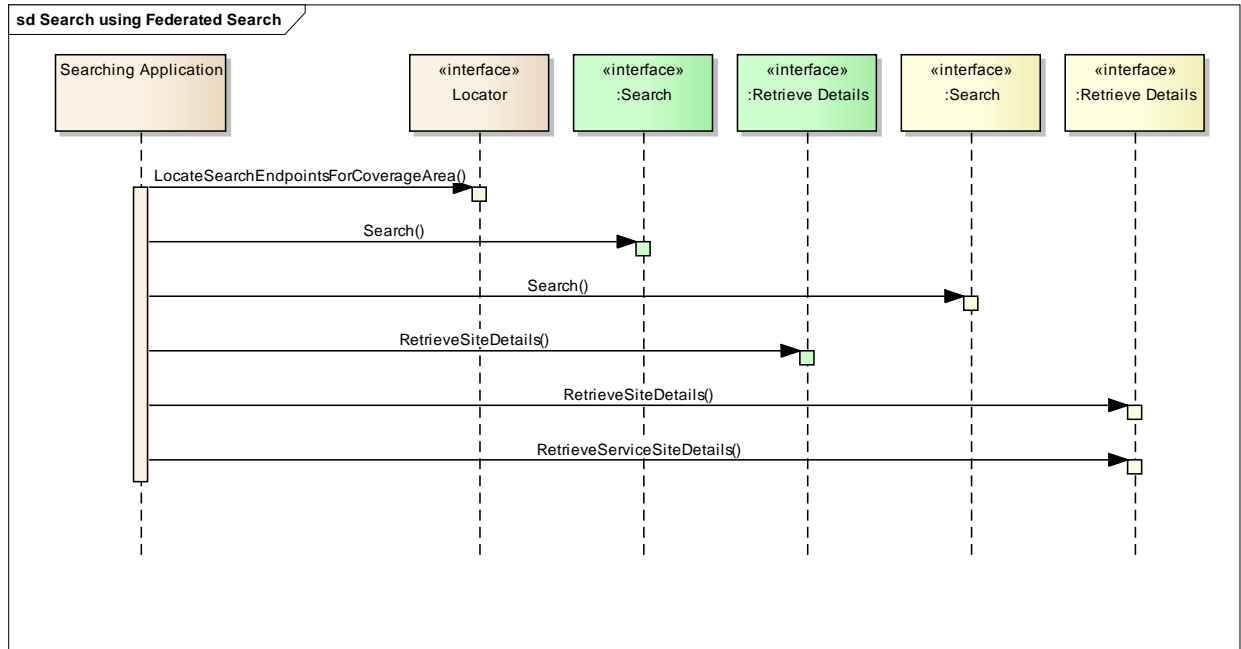 sd Search using Federated Search
Searching Application
«interface»
Locator
«interface»
:Search
«interface»
:Retrieve Details
«interface»
:Search
«interface»
:Retrieve Details
LocateSearchEndpointsForCoverageArea()
Search()
Search()
RetrieveSiteDetails()
RetrieveSiteDetails()
RetrieveServiceSiteDetails()